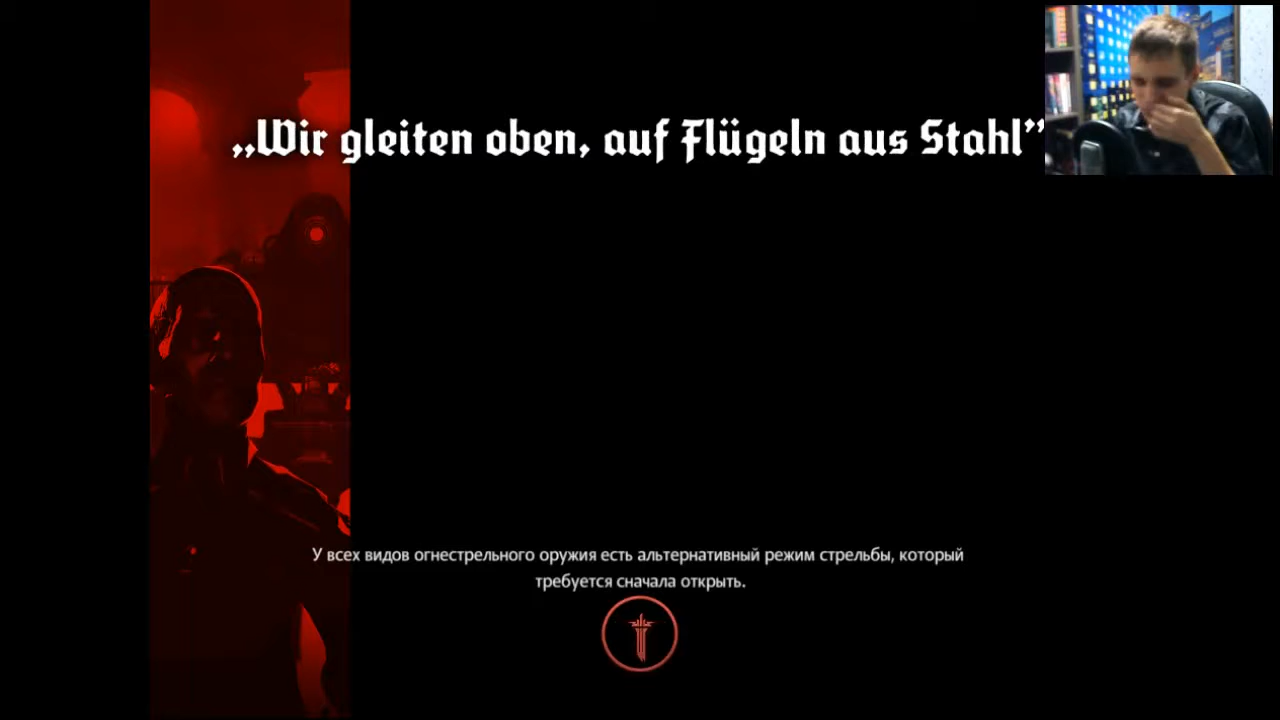 „Wir gleiten oben, auf Flügeln aus Stahl”
У всех видов огнестрельного оружия есть альтернативный режим стрельбы, который
требуется сначала открыть.